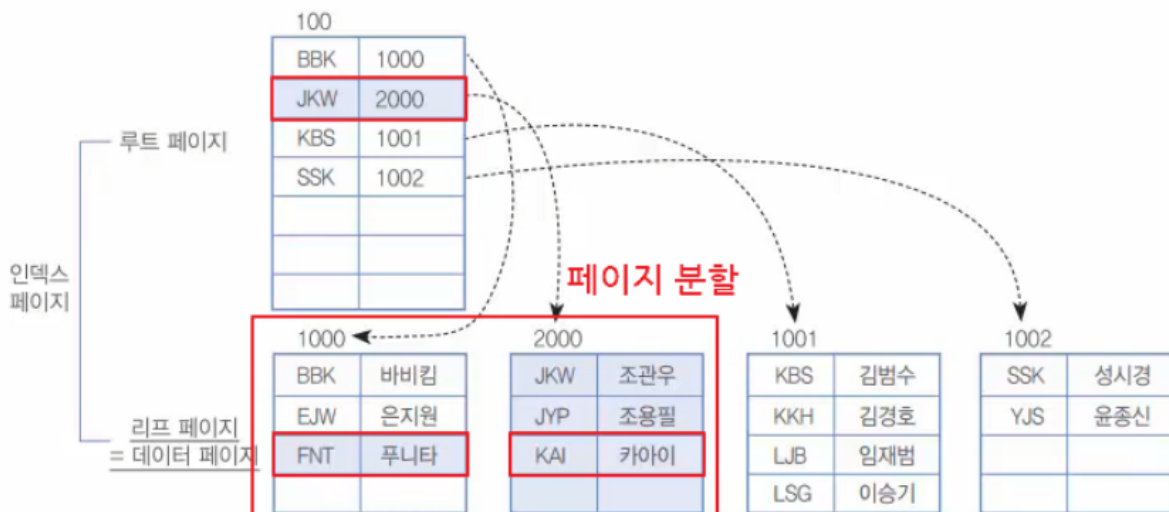 100
BBK 1000
JKW 2000
루트 페이지
KBS 1001
SSK 1002
인덱스
페이지
페이지 분할
1000 2000 1001 1002
BBK 바비킴 JKW 조관우 KBS 김범수 SSK 성시경
EJW 은지원 JYP 조용필 KKH 김경호 YJS 윤종신
리프 페이지
= 데이터 페이지
FNT 푸니타 KAI 카아이 LJB 임재범
LSG 이승기